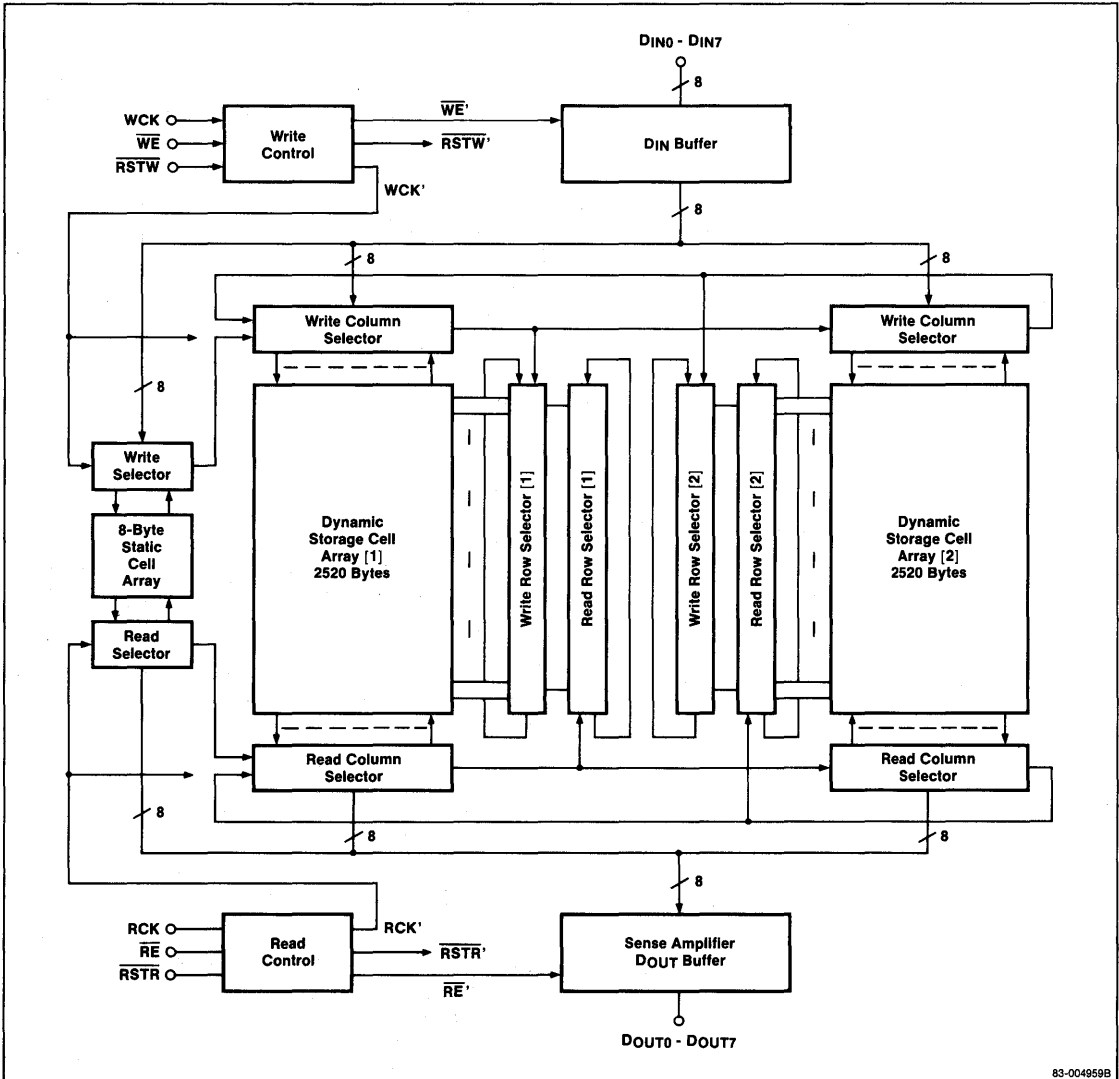 DIN0 - DIN7
8
WCK
WE
RSTW
Write
Control
WE'
RSTW'
WCK'
DIN Buffer
8
8
8
Write Column
Selector
Write Column
Selector
8
Write
Selector
8-Byte
Static
Cell
Array
Read
Selector
Dynamic
Storage Cell
Array [1]
2520 Bytes
Write Row Selector [1]
Read Row Selector [1]
Write Row Selector [2]
Read Row Selector [2]
Dynamic
Storage Cell
Array [2]
2520 Bytes
Read Column
Selector
Read Column
Selector
8
8
8
8
RCK
RE
RSTR
Read
Control
RCK'
RSTR'
RE'
Sense Amplifier
DOUT Buffer
DOUT0 - DOUT7
83-004959B